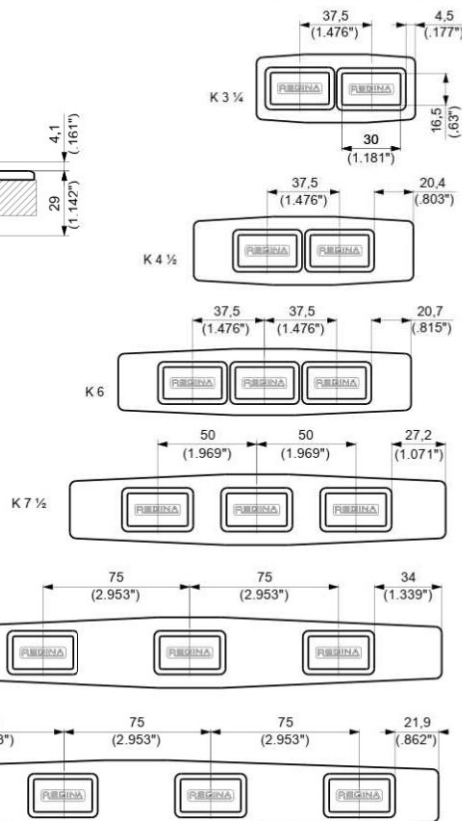 37,5 4,5
(1.476") (.177")
K 3 ¼
REGINA REGINA
16,5
(.63")
30
(1.181")
4,1
(.161")
29
(1.142")
37,5 20,4
(1.476") (.803")
K 4 ½
REGINA REGINA
37,5 37,5 20,7
(1.476") (1.476") (.815")
K 6
REGINA REGINA REGINA
50 50 27,2
(1.969") (1.969") (1.071")
K 7 ½
REGINA REGINA REGINA
75 75 34
(2.953") (2.953") (1.339")
REGINA REGINA REGINA
75 75 21,9
(2.953") (2.953") (.862")
REGINA REGINA REGINA